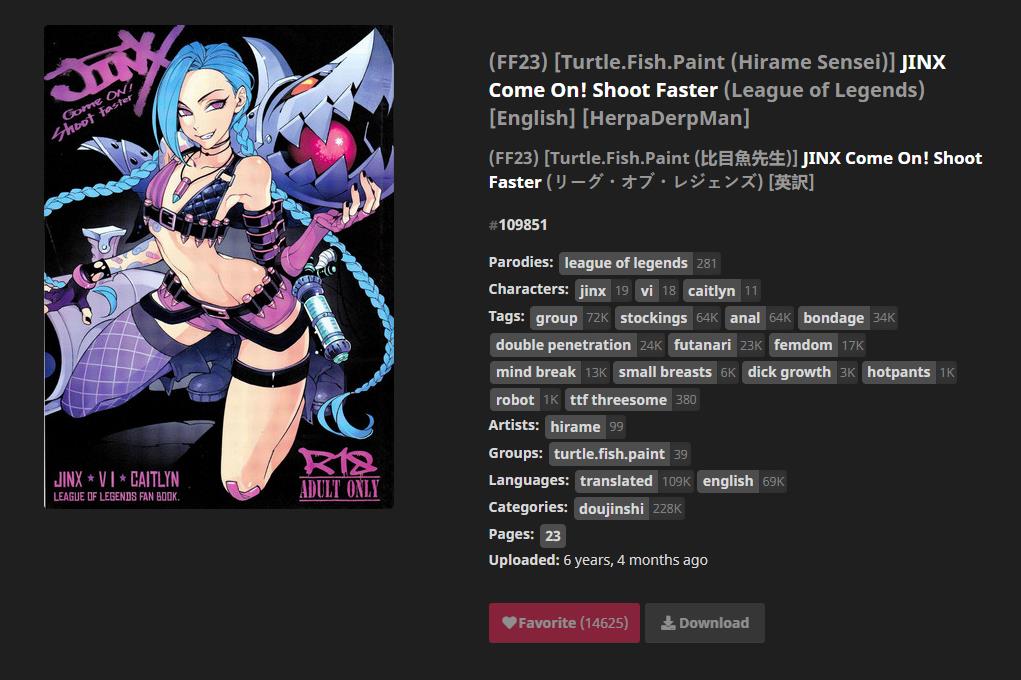 JINX
Come ON!
Shoot faster
JINX ★ VI ★ CAITLYN
LEAGUE OF LEGENDS FAN BOOK.
R18
ADULT ONLY
(FF23) [Turtle.Fish.Paint (Hirame Sensei)] JINX
Come On! Shoot Faster (League of Legends)
[English] [HerpaDerpMan]
(FF23) [Turtle.Fish.Paint (比目魚先生)] JINX Come On! Shoot
Faster (リーグ・オブ・レジェンズ) [英訳]
#109851
Parodies: league of legends 281
Characters: jinx 19 vi 18 caitlyn 11
Tags: group 72K stockings 64K anal 64K bondage 34K
double penetration 24K futanari 23K femdom 17K
mind break 13K small breasts 6K dick growth 3K hotpants 1K
robot 1K ttf threesome 380
Artists: hirame 99
Groups: turtle.fish.paint 39
Languages: translated 109K english 69K
Categories: doujinshi 228K
Pages: 23
Uploaded: 6 years, 4 months ago
Favorite (14625) Download